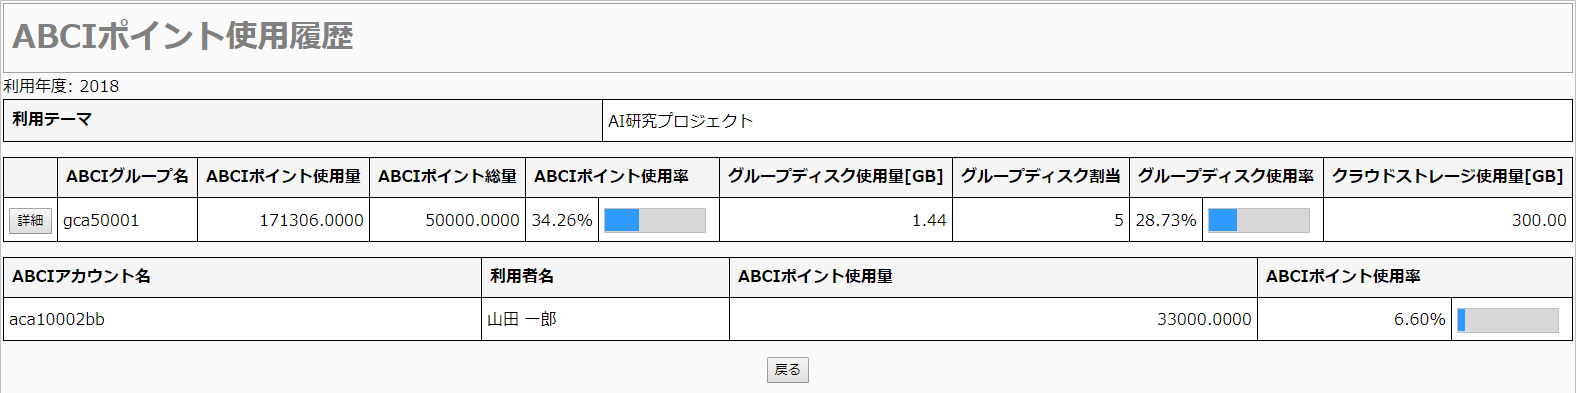 ABCIポイント使用履歴
利用年度: 2018
利用テーマ AI研究プロジェクト
ABCIグループ名 ABCIポイント使用量 ABCIポイント総量 ABCIポイント使用率 グループディスク使用量[GB] グループディスク割当 グループディスク使用率 クラウドストレージ使用量[GB]
詳細 gca50001 171306.0000 50000.0000 34.26% 1.44 5 28.73% 300.00
ABCIアカウント名 利用者名 ABCIポイント使用量 ABCIポイント使用率
aca10002bb 山田 一郎 33000.0000 6.60%
戻る